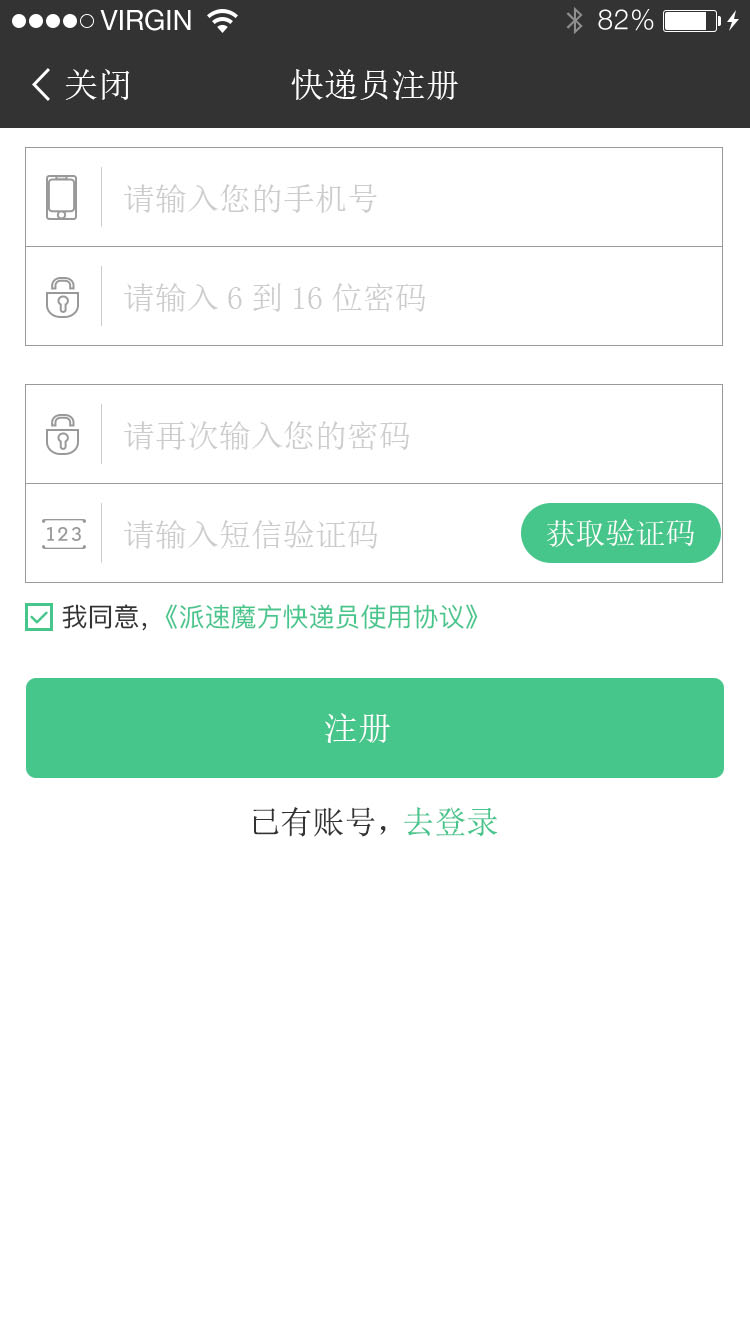 VIRGIN 82%
关闭 快递员注册
请输入您的手机号
请输入 6 到 16 位密码
请再次输入您的密码
123 请输入短信验证码 获取验证码
我同意，《派速魔方快递员使用协议》
注册
已有账号，去登录